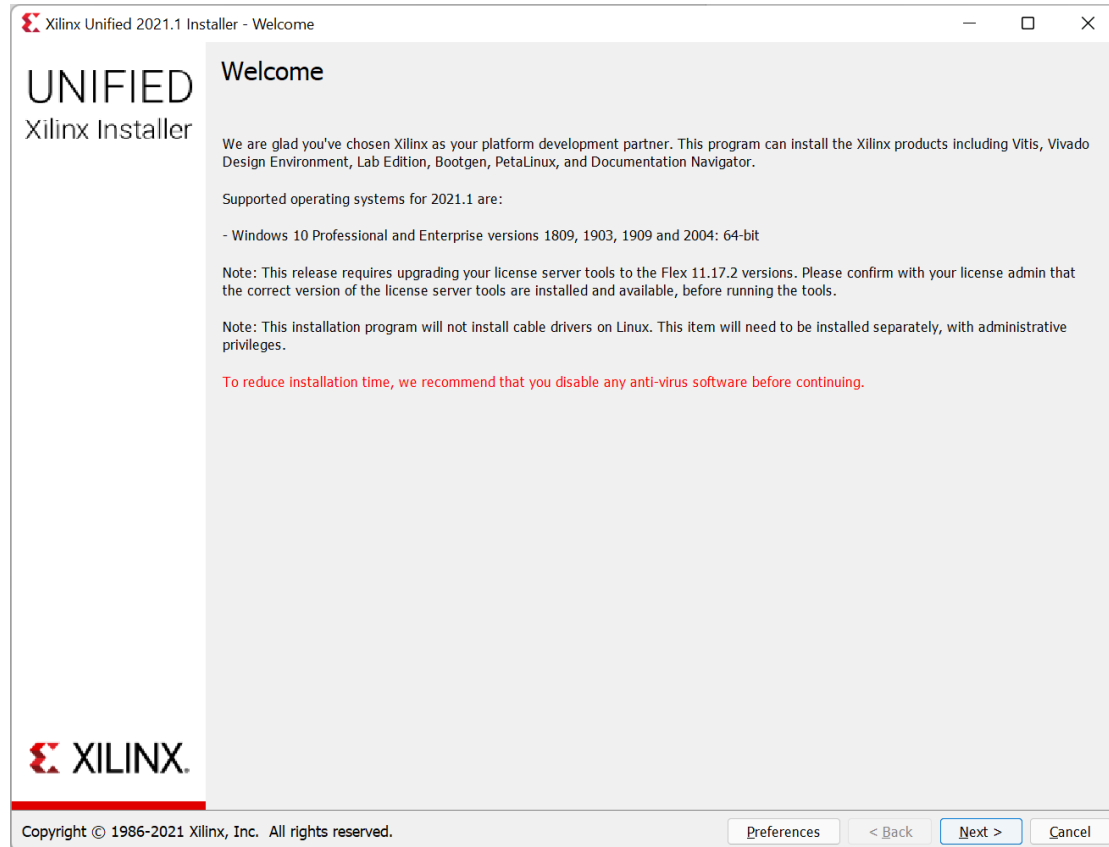 Xilinx Unified 2021.1 Installer - Welcome
UNIFIED
Xilinx Installer
Welcome
We are glad you've chosen Xilinx as your platform development partner. This program can install the Xilinx products including Vitis, Vivado
Design Environment, Lab Edition, Bootgen, PetaLinux, and Documentation Navigator.
Supported operating systems for 2021.1 are:
- Windows 10 Professional and Enterprise versions 1809, 1903, 1909 and 2004: 64-bit
Note: This release requires upgrading your license server tools to the Flex 11.17.2 versions. Please confirm with your license admin that
the correct version of the license server tools are installed and available, before running the tools.
Note: This installation program will not install cable drivers on Linux. This item will need to be installed separately, with administrative
privileges.
To reduce installation time, we recommend that you disable any anti-virus software before continuing.
XILINX.
Copyright © 1986-2021 Xilinx, Inc. All rights reserved.
Preferences
< Back
Next >
Cancel